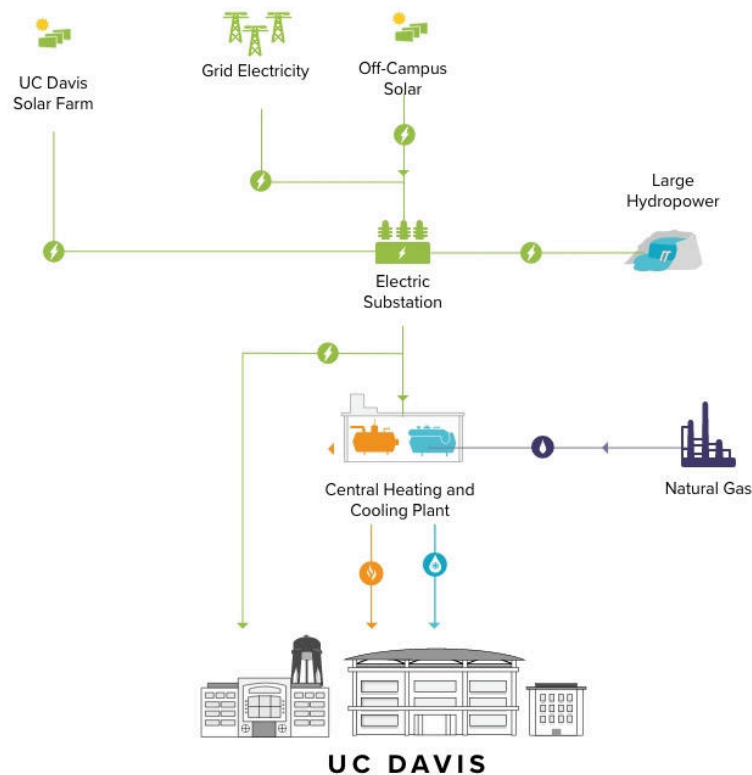 UC Davis
Solar Farm
Grid Electricity
Off-Campus
Solar
Large
Hydropower
Electric
Substation
Central Heating and
Cooling Plant
Natural Gas
UC DAVIS